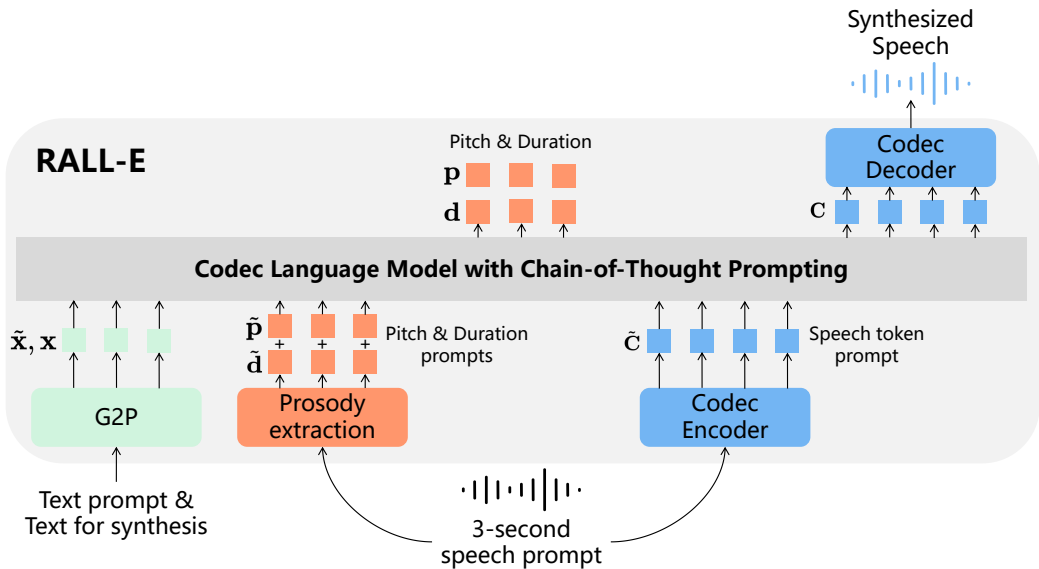 Synthesized
Speech
RALL-E
Pitch & Duration
p
d
Codec
Decoder
C
Codec Language Model with Chain-of-Thought Prompting
x̃, x
p̃
+ + +
d̃
Pitch & Duration
prompts
C̃
Speech token
prompt
G2P
Prosody
extraction
Codec
Encoder
Text prompt &
Text for synthesis
3-second
speech prompt